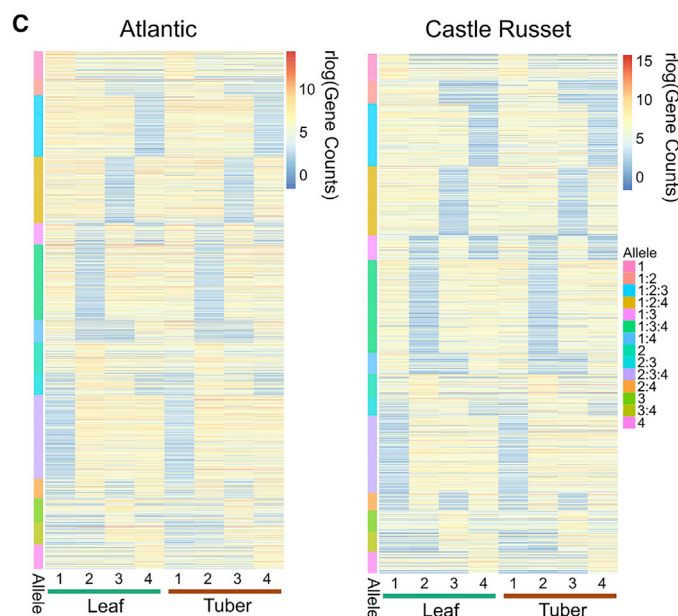 C
Atlantic
Castle Russet
10
5
0
rlog(Gene Counts)
15
10
5
0
rlog(Gene Counts)
Allele
1
1:2
1:2:3
1:2:4
1:3
1:3:4
1:4
2
2:3
2:3:4
2:4
3
3:4
4
Allele 1 2 3 4 1 2 3 4
Leaf Tuber
Allele 1 2 3 4 1 2 3 4
Leaf Tuber